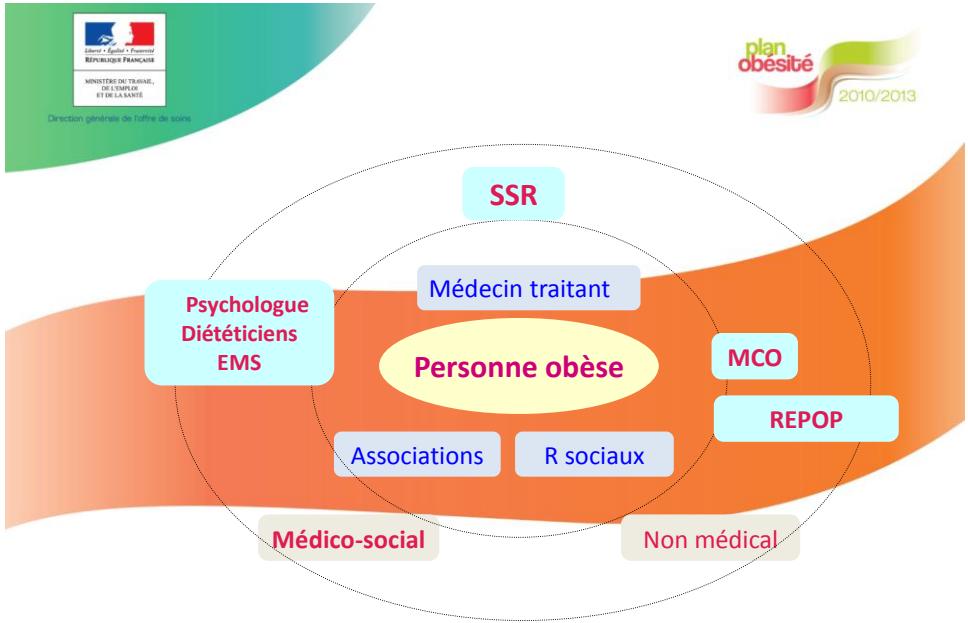 Liberté • Égalité • Fraternité
RÉPUBLIQUE FRANÇAISE
MINISTÈRE DU TRAVAIL,
DE L'EMPLOI
ET DE LA SANTÉ
Direction générale de l'offre de soins
plan
obésité
2010/2013
SSR
Médecin traitant
Psychologue
Diététiciens
EMS
Personne obèse
MCO
REPOP
Associations
R sociaux
Médico-social
Non médical